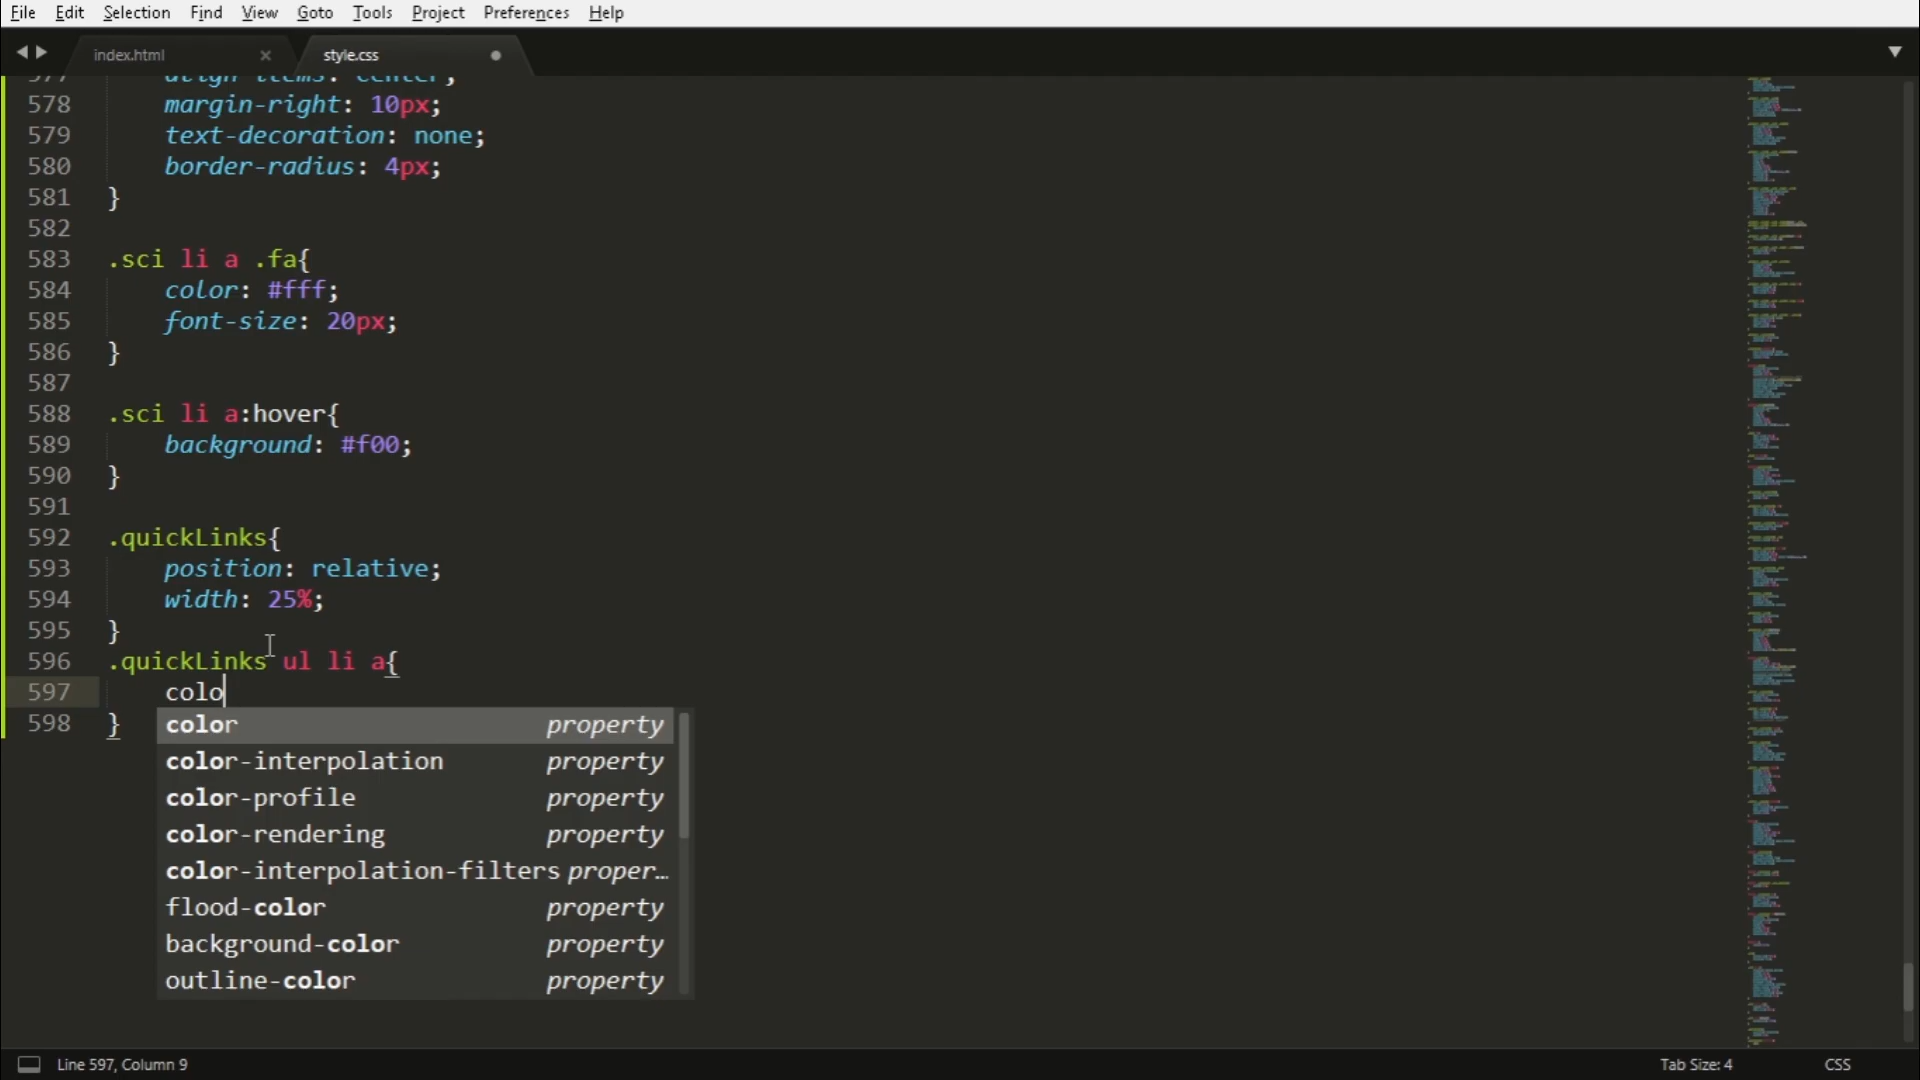 File Edit Selection Find View Goto Tools Project Preferences Help
index.html style.css
577 align-items: center;
578 margin-right: 10px;
579 text-decoration: none;
580 border-radius: 4px;
581 }
582
583 .sci li a .fa{
584 color: #fff;
585 font-size: 20px;
586 }
587
588 .sci li a:hover{
589 background: #f00;
590 }
591
592 .quickLinks{
593 position: relative;
594 width: 25%;
595 }
596 .quickLinks ul li a{
597 colo
598 }
color property
color-interpolation property
color-profile property
color-rendering property
color-interpolation-filters proper…
flood-color property
background-color property
outline-color property
Line 597, Column 9 Tab Size: 4 CSS